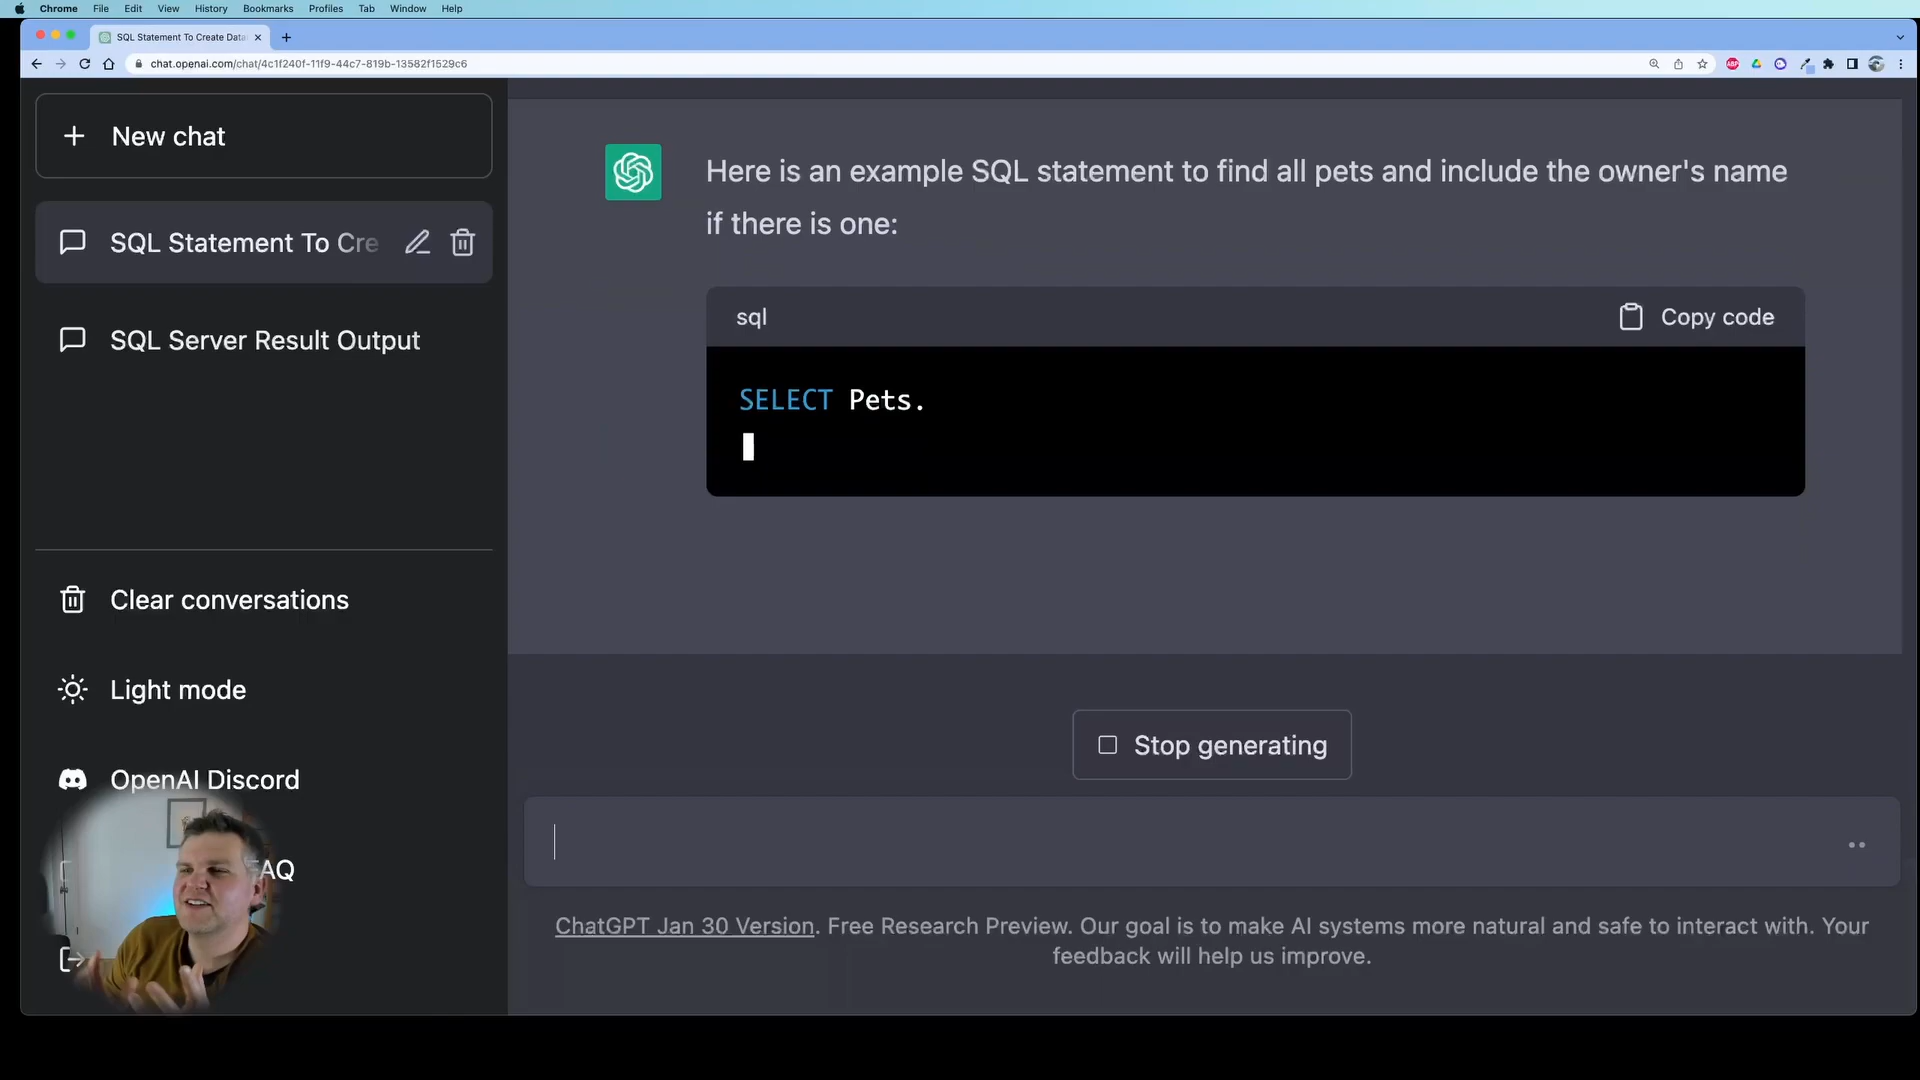 Chrome File Edit View History Bookmarks Profiles Tab Window Help
SQL Statement To Create Data
chat.openai.com/chat/4c1f240f-11f9-44c7-819b-13582f1529c6
ABP
New chat
SQL Statement To Cre
SQL Server Result Output
Clear conversations
Light mode
OpenAI Discord
FAQ
Here is an example SQL statement to find all pets and include the owner's name
if there is one:
sql
Copy code
SELECT Pets.
Stop generating
ChatGPT Jan 30 Version. Free Research Preview. Our goal is to make AI systems more natural and safe to interact with. Your
feedback will help us improve.